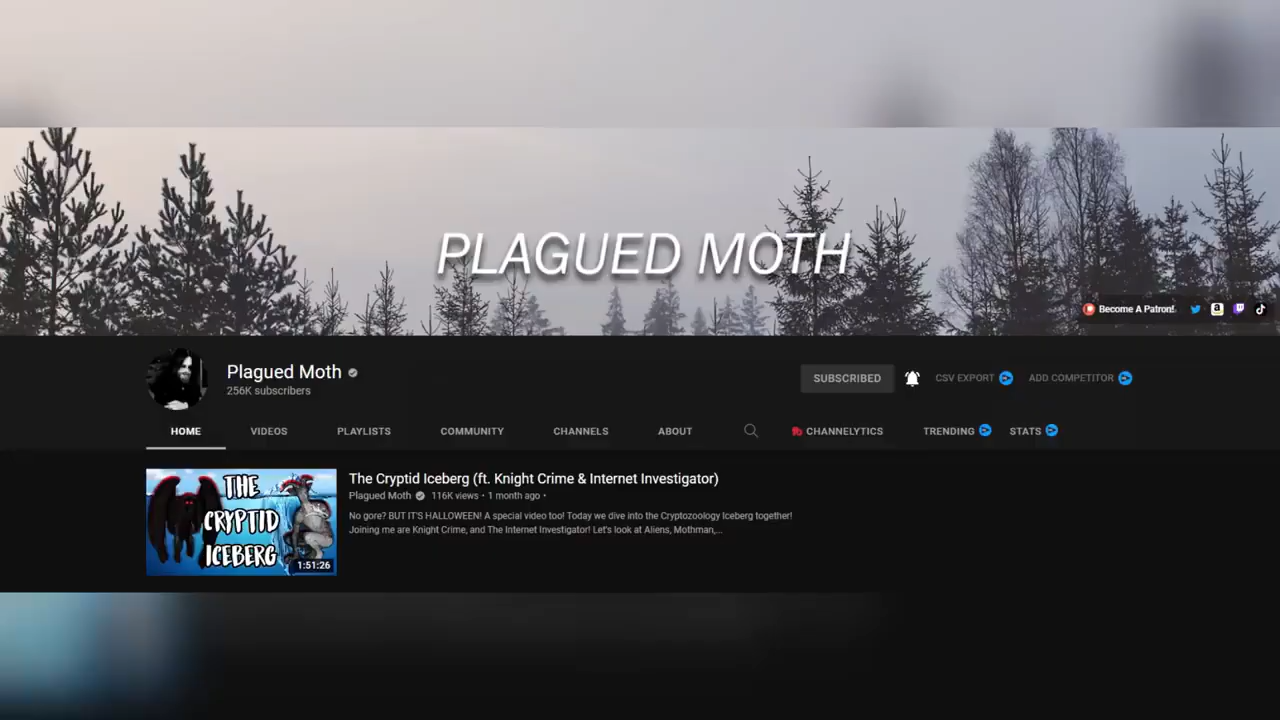 PLAGUED MOTH
Become A Patron!
Plagued Moth
256K subscribers
SUBSCRIBED
CSV EXPORT
ADD COMPETITOR
HOME
VIDEOS
PLAYLISTS
COMMUNITY
CHANNELS
ABOUT
CHANNELYTICS
TRENDING
STATS
THE
CRYPTID
ICEBERG
1:51:26
The Cryptid Iceberg (ft. Knight Crime & Internet Investigator)
Plagued Moth 116K views • 1 month ago •
No gore? BUT IT'S HALLOWEEN! A special video too! Today we dive into the Cryptozoology Iceberg together!
Joining me are Knight Crime, and The Internet Investigator! Let's look at Aliens, Mothman,...